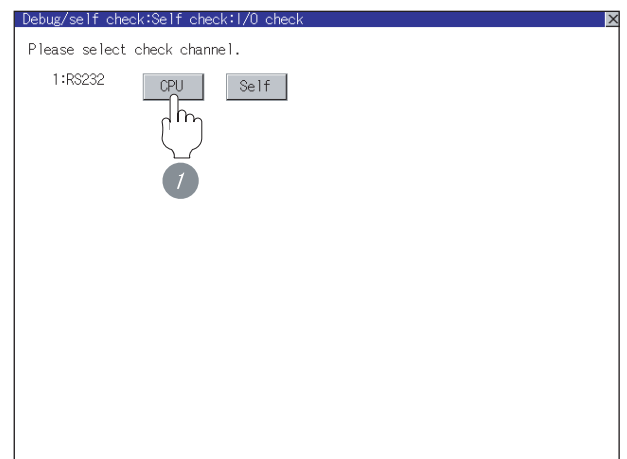 Debug/self check:Self check:I/O check
Please select check channel.
1:RS232 CPU Self
1